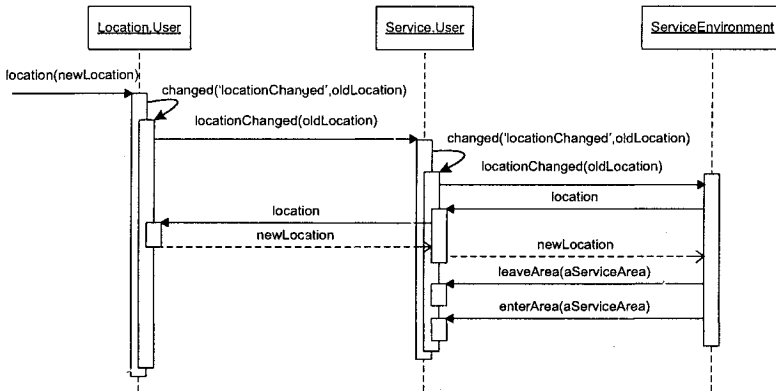 Location.User
Service.User
ServiceEnvironment
location(newLocation)
changed('locationChanged',oldLocation)
locationChanged(oldLocation)
changed('locationChanged',oldLocation)
locationChanged(oldLocation)
location
location
newLocation
newLocation
leaveArea(aServiceArea)
enterArea(aServiceArea)